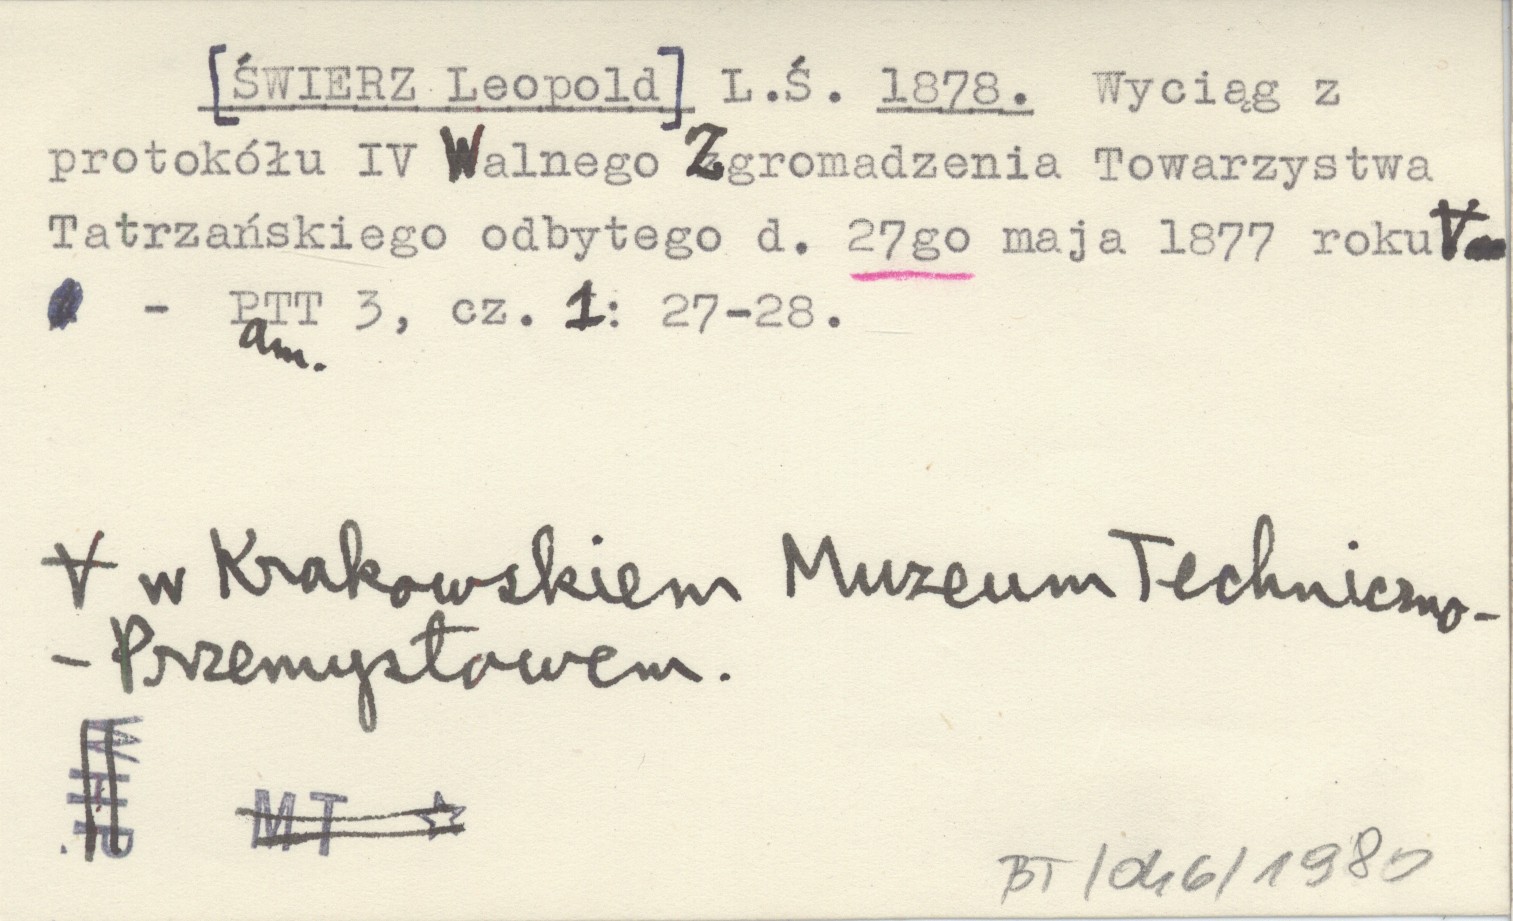 [ŚWIERZ Leopold] L.Ś. 1878. Wyciąg z
protokółu IV Walnego Zgromadzenia Towarzystwa
Tatrzańskiego odbytego d. 27go maja 1877 roku V
- PTT 3, cz. 1: 27-28.
am.
V w Krakowskiem Muzeum Techniczno-
-Przemysłowem.
MT ☆
BT/046/1980